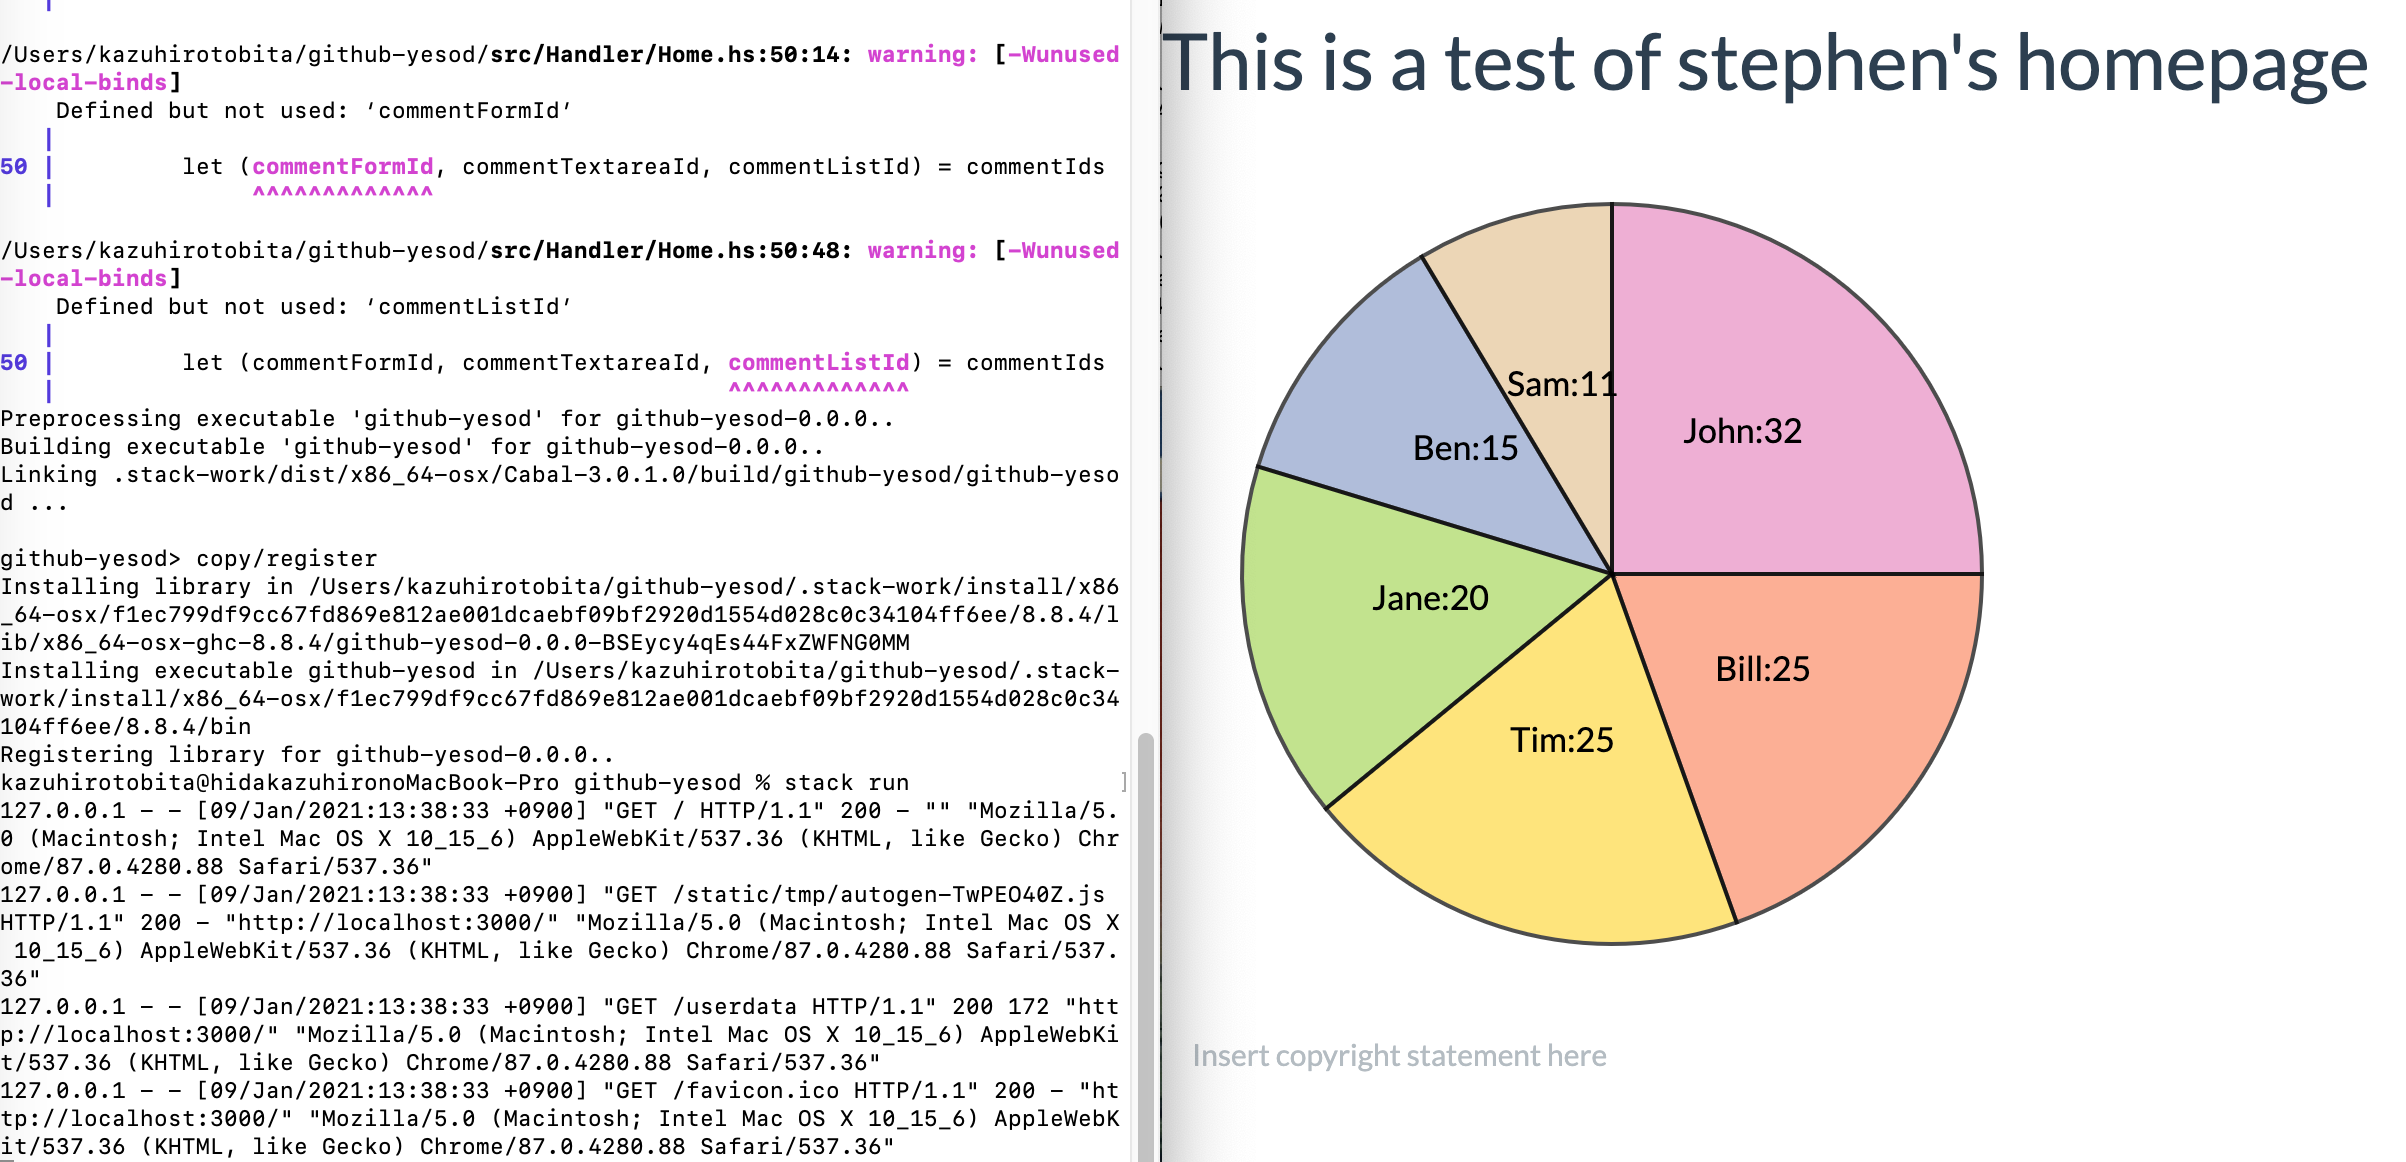 /Users/kazuhirotobita/github-yesod/src/Handler/Home.hs:50:14: warning: [-Wunused
-local-binds]
    Defined but not used: ‘commentFormId’
   |
50 |         let (commentFormId, commentTextareaId, commentListId) = commentIds
   |              ^^^^^^^^^^^^^
/Users/kazuhirotobita/github-yesod/src/Handler/Home.hs:50:48: warning: [-Wunused
-local-binds]
    Defined but not used: ‘commentListId’
   |
50 |         let (commentFormId, commentTextareaId, commentListId) = commentIds
   |                                                ^^^^^^^^^^^^^
Preprocessing executable 'github-yesod' for github-yesod-0.0.0..
Building executable 'github-yesod' for github-yesod-0.0.0..
Linking .stack-work/dist/x86_64-osx/Cabal-3.0.1.0/build/github-yesod/github-yeso
d ...
github-yesod> copy/register
Installing library in /Users/kazuhirotobita/github-yesod/.stack-work/install/x86
_64-osx/f1ec799df9cc67fd869e812ae001dcaebf09bf2920d1554d028c0c34104ff6ee/8.8.4/l
ib/x86_64-osx-ghc-8.8.4/github-yesod-0.0.0-BSEycy4qEs44FxZWFNG0MM
Installing executable github-yesod in /Users/kazuhirotobita/github-yesod/.stack-
work/install/x86_64-osx/f1ec799df9cc67fd869e812ae001dcaebf09bf2920d1554d028c0c34
104ff6ee/8.8.4/bin
Registering library for github-yesod-0.0.0..
kazuhirotobita@hidakazuhironoMacBook-Pro github-yesod % stack run ]
127.0.0.1 - - [09/Jan/2021:13:38:33 +0900] "GET / HTTP/1.1" 200 - "" "Mozilla/5.
0 (Macintosh; Intel Mac OS X 10_15_6) AppleWebKit/537.36 (KHTML, like Gecko) Chr
ome/87.0.4280.88 Safari/537.36"
127.0.0.1 - - [09/Jan/2021:13:38:33 +0900] "GET /static/tmp/autogen-TwPEO40Z.js
HTTP/1.1" 200 - "http://localhost:3000/" "Mozilla/5.0 (Macintosh; Intel Mac OS X
 10_15_6) AppleWebKit/537.36 (KHTML, like Gecko) Chrome/87.0.4280.88 Safari/537.
36"
127.0.0.1 - - [09/Jan/2021:13:38:33 +0900] "GET /userdata HTTP/1.1" 200 172 "htt
p://localhost:3000/" "Mozilla/5.0 (Macintosh; Intel Mac OS X 10_15_6) AppleWebKi
t/537.36 (KHTML, like Gecko) Chrome/87.0.4280.88 Safari/537.36"
127.0.0.1 - - [09/Jan/2021:13:38:33 +0900] "GET /favicon.ico HTTP/1.1" 200 - "ht
tp://localhost:3000/" "Mozilla/5.0 (Macintosh; Intel Mac OS X 10_15_6) AppleWebK
it/537.36 (KHTML, like Gecko) Chrome/87.0.4280.88 Safari/537.36"
This is a test of stephen's homepage
Sam:11
John:32
Ben:15
Jane:20
Bill:25
Tim:25
Insert copyright statement here